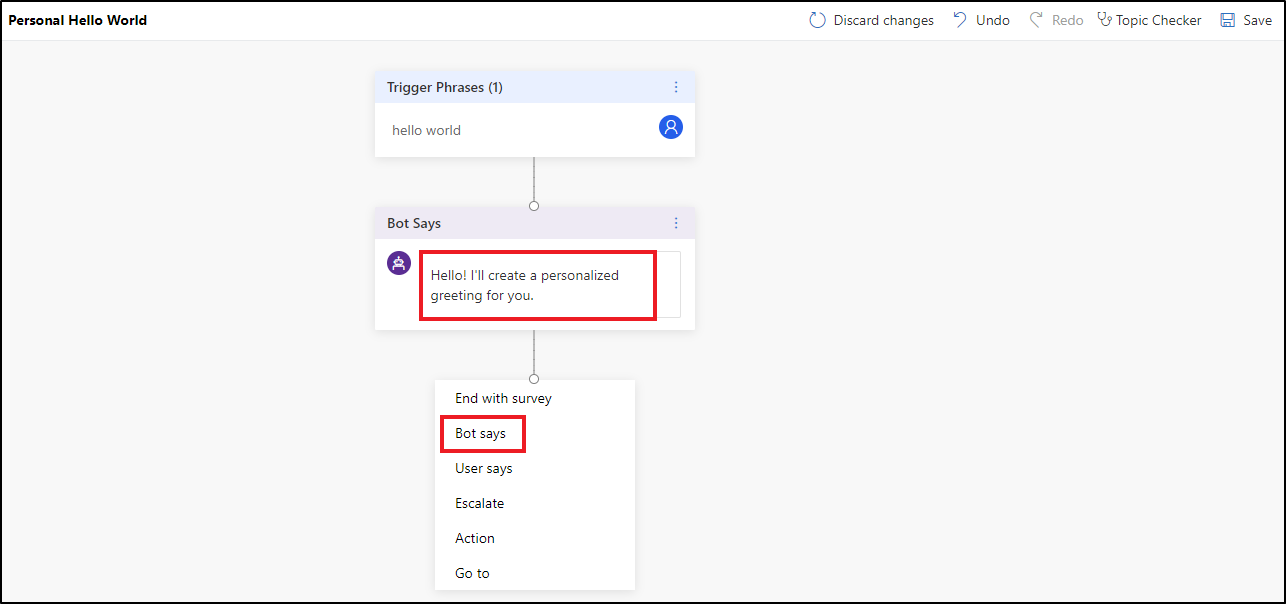 Personal Hello World
Discard changes
Undo
Redo
Topic Checker
Save
Trigger Phrases (1)
hello world
Bot Says
Hello! I'll create a personalized
greeting for you.
End with survey
Bot says
User says
Escalate
Action
Go to